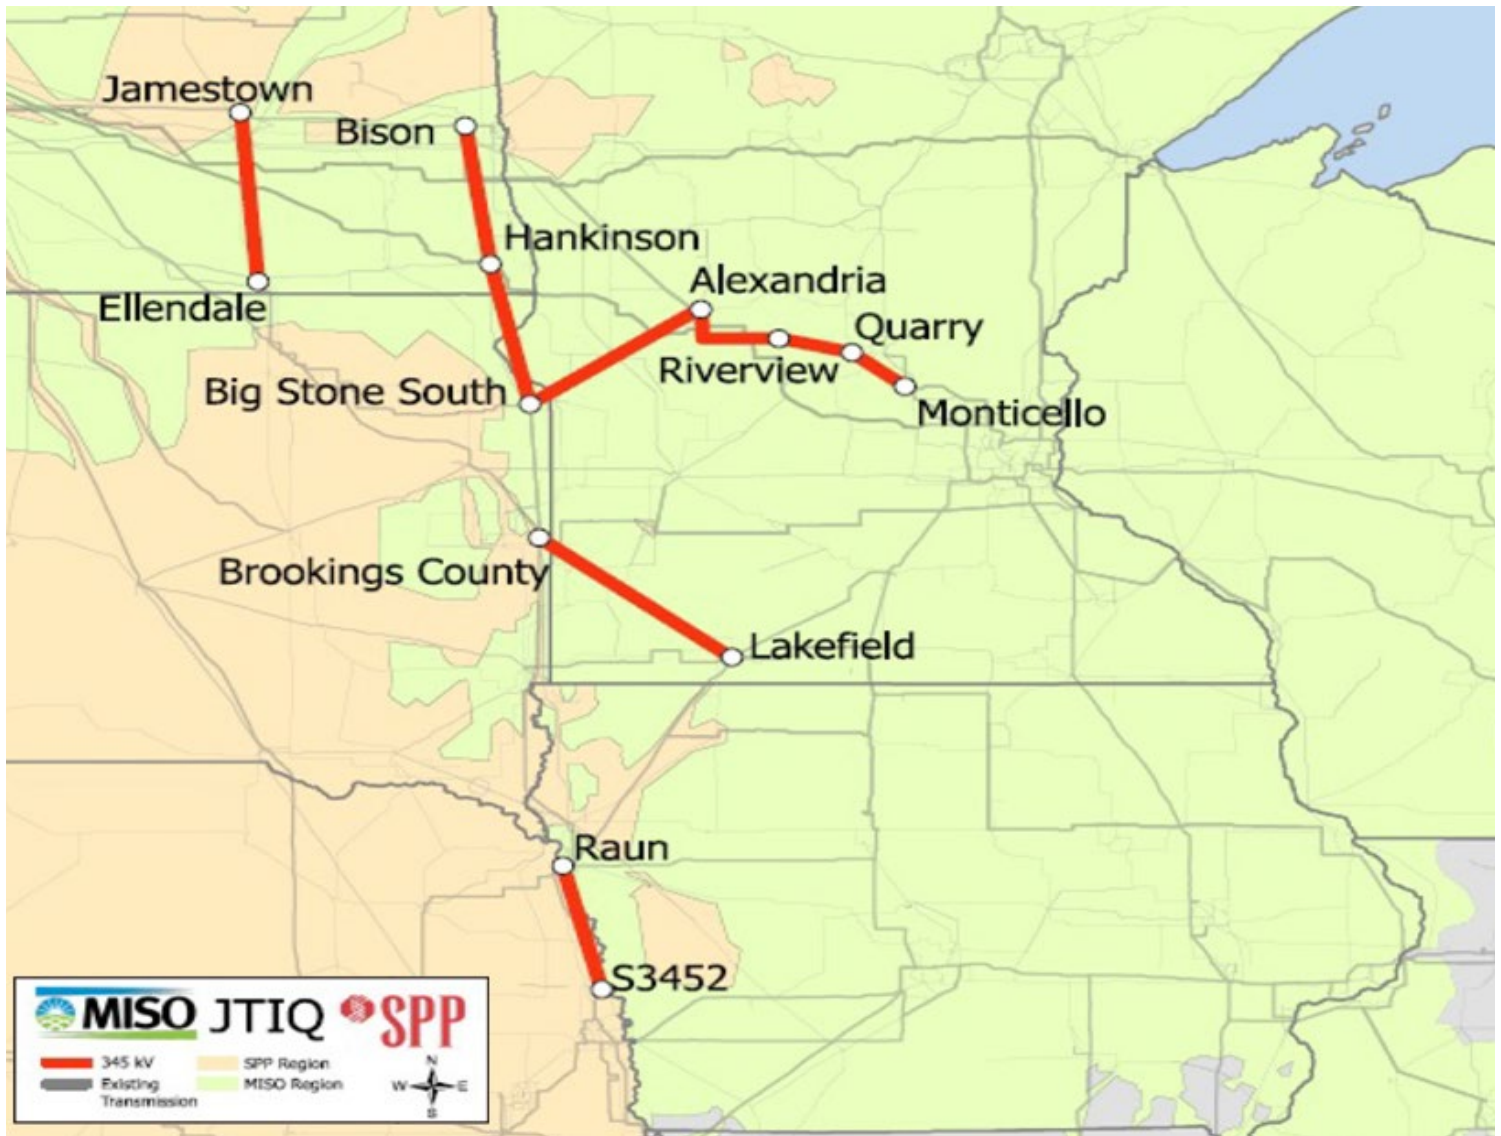 Jamestown
Bison
Hankinson
Alexandria
Ellendale
Quarry
Riverview
Big Stone South
Monticello
Brookings County
Lakefield
Raun
S3452
MISO JTIQ SPP
345 kV
SPP Region
Existing
Transmission
MISO Region
N
W E
S